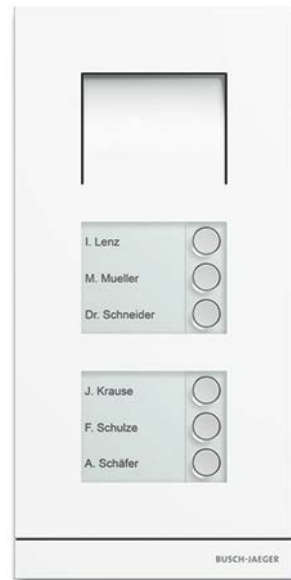 I. Lenz
M. Mueller
Dr. Schneider
J. Krause
F. Schulze
A. Schäfer
BUSCH-JAEGER